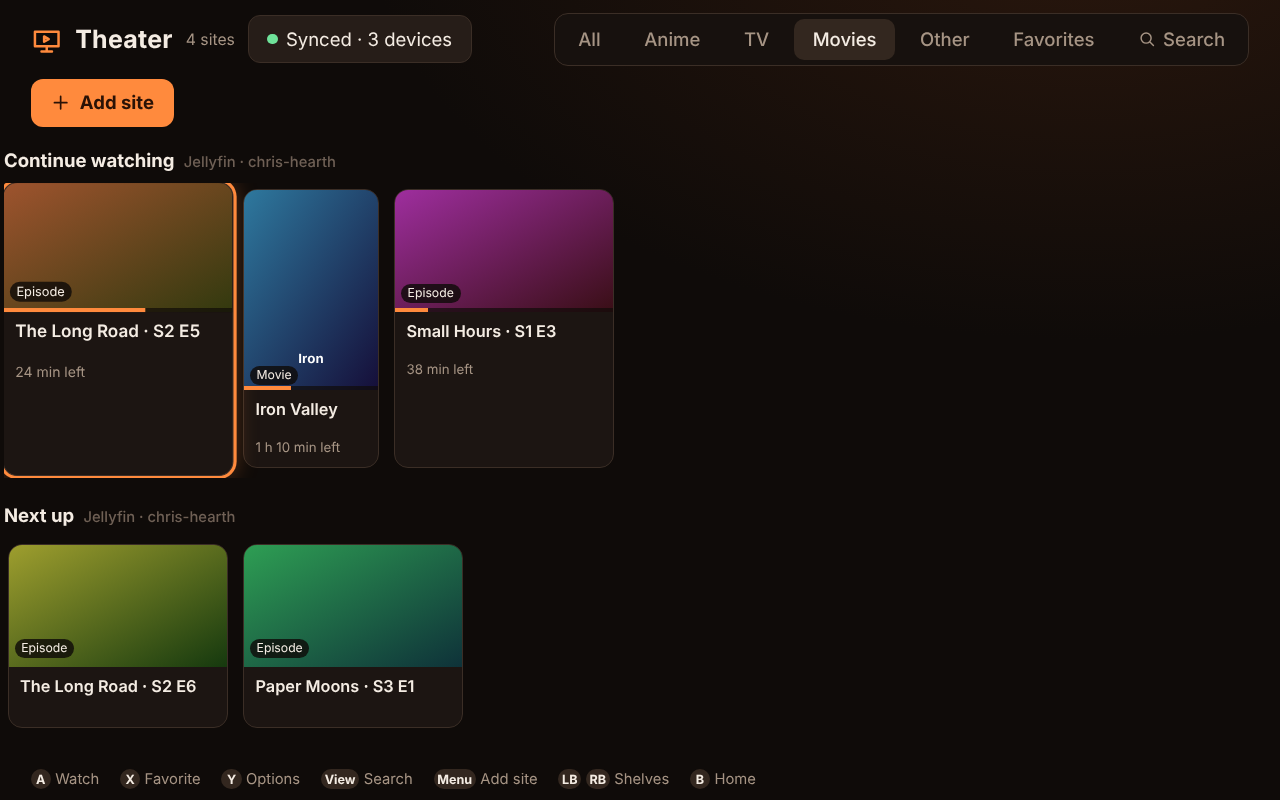 Theater 4 sites Synced · 3 devices All Anime TV Movies Other Favorites Search
Add site
Continue watching Jellyfin · chris-hearth
Episode
The Long Road · S2 E5
24 min left
Iron
Movie
Iron Valley
1 h 10 min left
Episode
Small Hours · S1 E3
38 min left
Next up Jellyfin · chris-hearth
Episode
The Long Road · S2 E6
Episode
Paper Moons · S3 E1
A Watch X Favorite Y Options View Search Menu Add site LB RB Shelves B Home